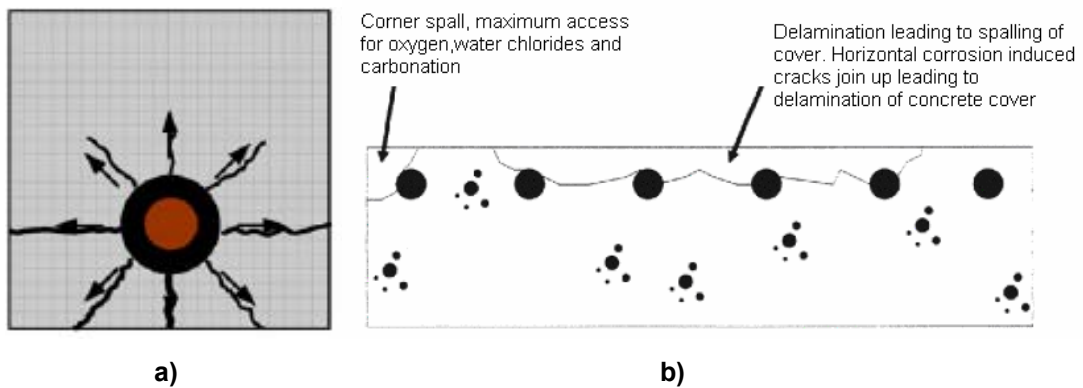 Corner spall, maximum access
for oxygen,water chlorides and
carbonation
Delamination leading to spalling of
cover. Horizontal corrosion induced
cracks join up leading to
delamination of concrete cover
a)
b)